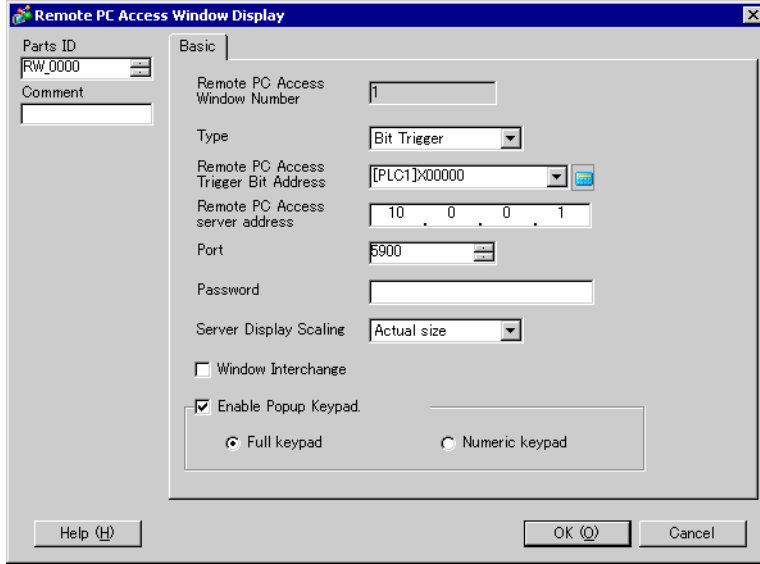 Remote PC Access Window Display
Parts ID
RW_0000
Comment
Basic
Remote PC Access
Window Number
1
Type
Bit Trigger
Remote PC Access
Trigger Bit Address
[PLC1]X00000
Remote PC Access
server address
10 . 0 . 0 . 1
Port
5900
Password
Server Display Scaling
Actual size
Window Interchange
Enable Popup Keypad.
Full keypad
Numeric keypad
Help (H)
OK (O)
Cancel